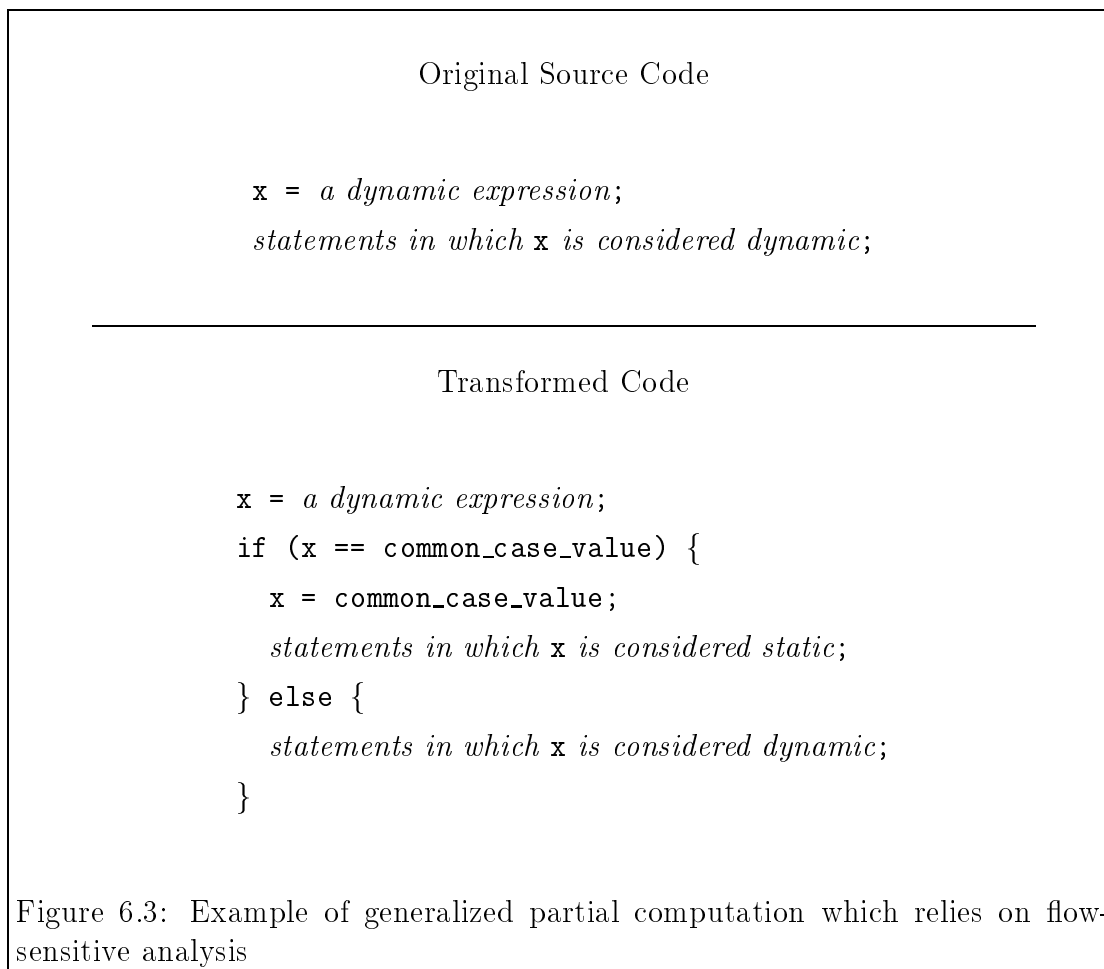 Original Source Code
x = a dynamic expression;
statements in which x is considered dynamic;
Transformed Code
x = a dynamic expression;
if (x == common_case_value) {
x = common_case_value;
statements in which x is considered static;
} else {
statements in which x is considered dynamic;
}
Figure 6.3: Example of generalized partial computation which relies on flow-
sensitive analysis